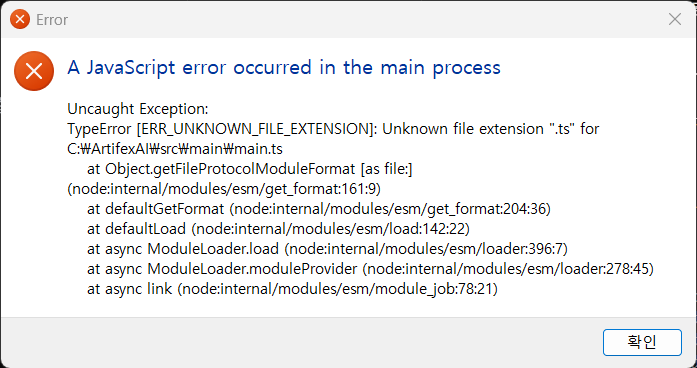 Error
A JavaScript error occurred in the main process
Uncaught Exception:
TypeError [ERR_UNKNOWN_FILE_EXTENSION]: Unknown file extension ".ts" for
C:₩ArtifexAI₩src₩main₩main.ts
at Object.getFileProtocolModuleFormat [as file:]
(node:internal/modules/esm/get_format:161:9)
at defaultGetFormat (node:internal/modules/esm/get_format:204:36)
at defaultLoad (node:internal/modules/esm/load:142:22)
at async ModuleLoader.load (node:internal/modules/esm/loader:396:7)
at async ModuleLoader.moduleProvider (node:internal/modules/esm/loader:278:45)
at async link (node:internal/modules/esm/module_job:78:21)
확인